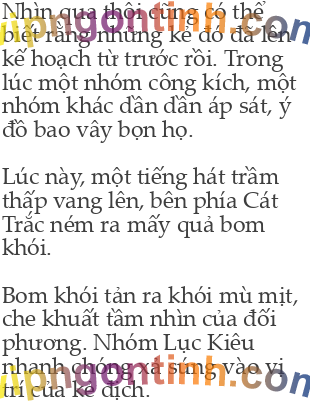 Nhìn qua thôi cũng có thể
biết rằng những kẻ đó đã lên
kế hoạch từ trước rồi. Trong
lúc một nhóm công kích, một
nhóm khác dần dần áp sát, ý
đồ bao vây bọn họ.
Lúc này, một tiếng hát trầm
thấp vang lên, bên phía Cát
Trắc ném ra mấy quả bom
khói.
Bom khói tản ra khói mù mịt,
che khuất tầm nhìn của đối
phương. Nhóm Lục Kiêu
nhanh chóng xả súng vào vị
trí của kẻ địch.
vipngontinh.com
vipngontinh.com